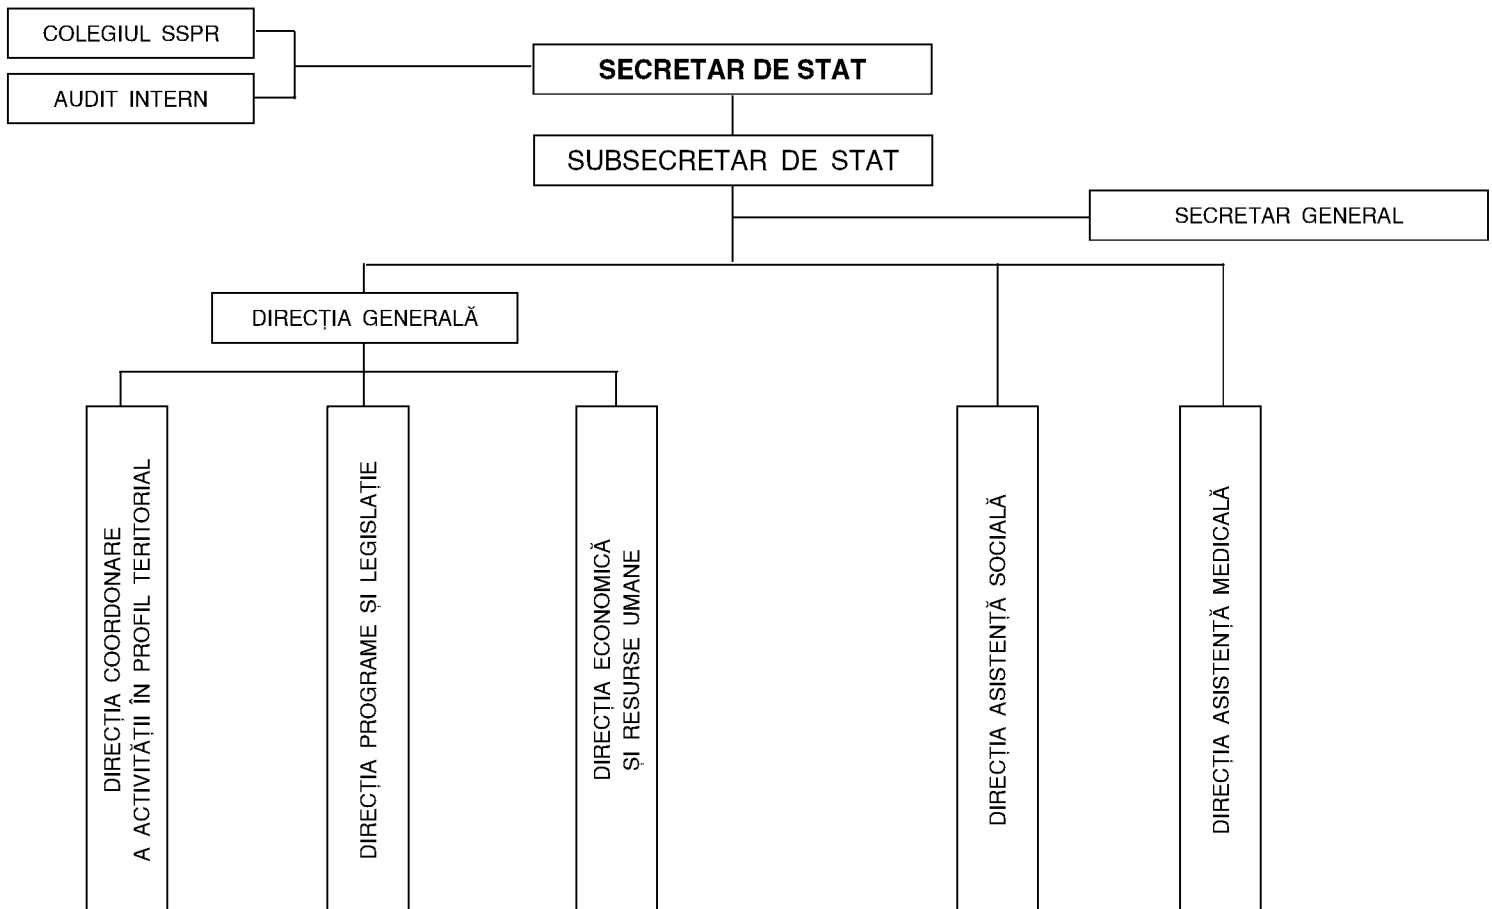 COLEGIUL SSPR
AUDIT INTERN
SECRETAR DE STAT
SUBSECRETAR DE STAT
SECRETAR GENERAL
DIRECȚIA GENERALĂ
DIRECȚIA COORDONARE
A ACTIVITĂȚII ÎN PROFIL TERITORIAL
DIRECȚIA PROGRAME ȘI LEGISLAȚIE
DIRECȚIA ECONOMICĂ
ȘI RESURSE UMANE
DIRECȚIA ASISTENȚĂ SOCIALĂ
DIRECȚIA ASISTENȚĂ MEDICALĂ